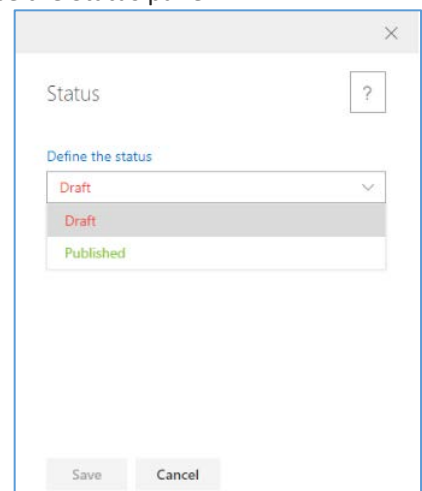 Status
?
Define the status
Draft
Draft
Published
Save Cancel